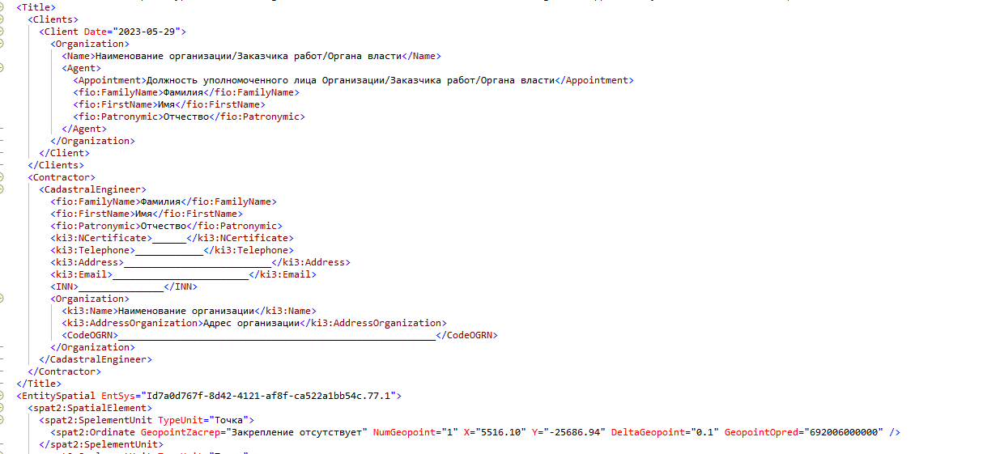 <Title>
<Clients>
<Client Date="2023-05-29">
<Organization>
<Name>Наименование организации/Заказчика работ/Органа власти</Name>
<Agent>
<Appointment>Должность уполномоченного лица Организации/Заказчика работ/Органа власти</Appointment>
<fio:FamilyName>Фамилия</fio:FamilyName>
<fio:FirstName>Имя</fio:FirstName>
<fio:Patronymic>Отчество</fio:Patronymic>
</Agent>
</Organization>
</Client>
</Clients>
<Contractor>
<CadastralEngineer>
<fio:FamilyName>Фамилия</fio:FamilyName>
<fio:FirstName>Имя</fio:FirstName>
<fio:Patronymic>Отчество</fio:Patronymic>
<ki3:NCertificate>______</ki3:NCertificate>
<ki3:Telephone>____________</ki3:Telephone>
<ki3:Address>__________________________</ki3:Address>
<ki3:Email>________________________</ki3:Email>
<INN>_______________</INN>
<Organization>
<ki3:Name>Наименование организации</ki3:Name>
<ki3:AddressOrganization>Адрес организации</ki3:AddressOrganization>
<CodeOGRN>________________________________________________________</CodeOGRN>
</Organization>
</CadastralEngineer>
</Contractor>
</Title>
<EntitySpatial EntSys="Id7a0d767f-8d42-4121-af8f-ca522a1bb54c.77.1">
<spat2:SpatialElement>
<spat2:SpelementUnit TypeUnit="Точка">
<spat2:Ordinate GeopointZacrep="Закрепление отсутствует" NumGeopoint="1" X="5516.10" Y="-25686.94" DeltaGeopoint="0.1" GeopointOpred="692006000000" />
</spat2:SpelementUnit>